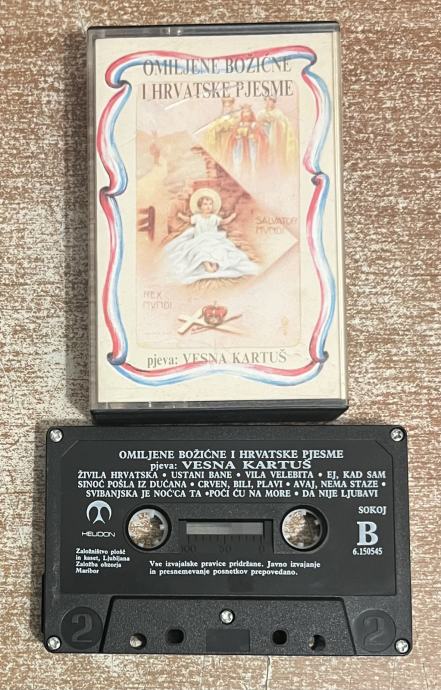 OMILJENE BOŽIĆNE
I HRVATSKE PJESME
SALVATOR
MUNDI
REX
MUNDI
pjeva: VESNA KARTUŠ
OMILJENE BOŽIĆNE I HRVATSKE PJESME
pjeva: VESNA KARTUŠ
ŽIVILA HRVATSKA • USTANI BANE • VILA VELEBITA • EJ, KAD SAM
SINOĆ POŠLA IZ DUĆANA • CRVEN, BILI, PLAVI • AVAJ, NEMA STAZE •
SVIBANJSKA JE NOĆ'CA TA •POĆI ĆU NA MORE • DA NIJE LJUBAVI
SOKOJ
B
6.150545
HELIDON
Založništvo plošč
in kaset, Ljubljana
Založba obzorja
Maribor
100 50 0
Vse izvajalske pravice pridržane. Javno izvajanje
in presnemevanje posnetkov prepovedano.
2 2